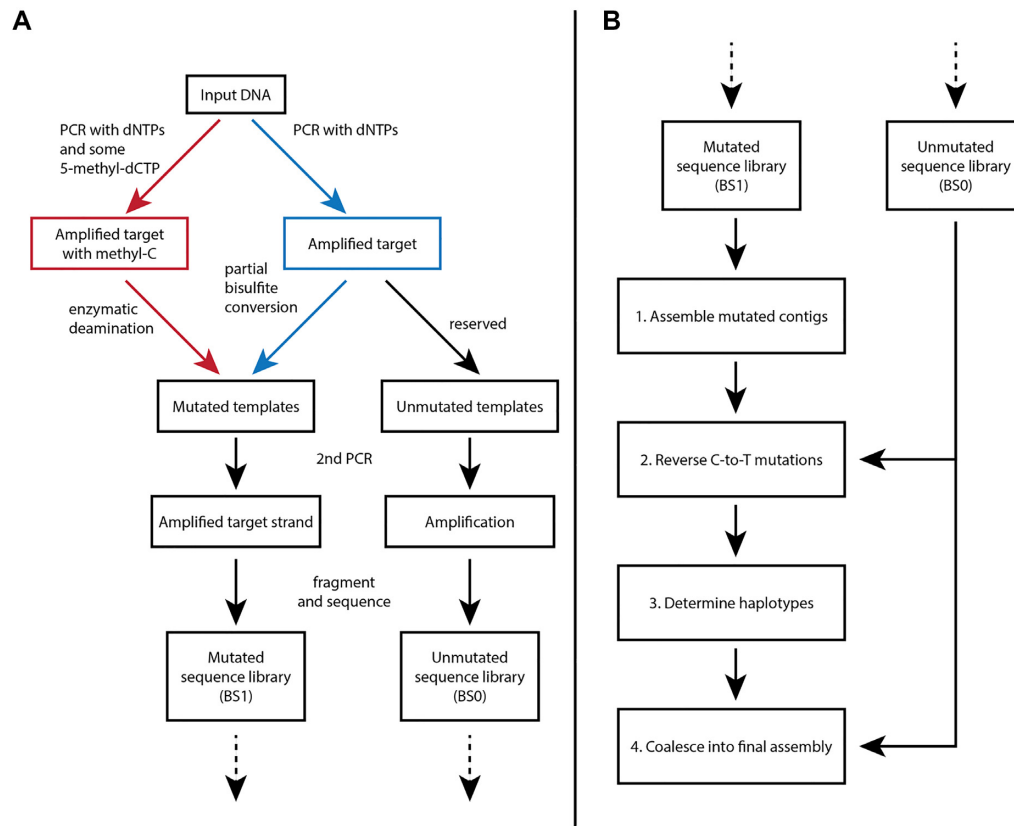 A
Input DNA
PCR with dNTPs
and some
5-methyl-dCTP
PCR with dNTPs
Amplified target
with methyl-C
Amplified target
enzymatic
deamination
partial
bisulfite
conversion
reserved
Mutated templates
Unmutated templates
2nd PCR
Amplified target strand
Amplification
fragment
and sequence
Mutated
sequence library
(BS1)
Unmutated
sequence library
(BS0)
B
Mutated
sequence library
(BS1)
Unmutated
sequence library
(BS0)
1. Assemble mutated contigs
2. Reverse C-to-T mutations
3. Determine haplotypes
4. Coalesce into final assembly